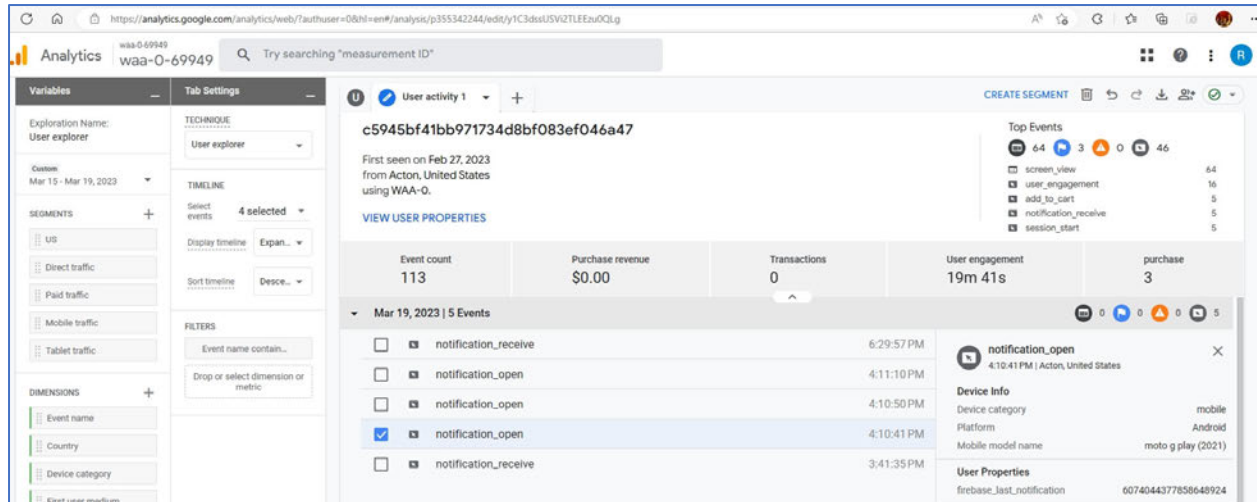 https://analytics.google.com/analytics/web/?authuser=0&hl=en#/analysis/p355342244/edit/y1C3dssUSVi2TLEEzu0QLg
Analytics
waa-0-69949
waa-0-69949
Try searching "measurement ID"
R
Variables
Exploration Name:
User explorer
Custom
Mar 15 - Mar 19, 2023
SEGMENTS
US
Direct traffic
Paid traffic
Mobile traffic
Tablet traffic
DIMENSIONS
Event name
Country
Device category
First user medium
Tab Settings
TECHNIQUE
User explorer
TIMELINE
Select events 4 selected
Display timeline Expan...
Sort timeline Desce...
FILTERS
Event name contain...
Drop or select dimension or
metric
U User activity 1
CREATE SEGMENT
c5945bf41bb971734d8bf083ef046a47
First seen on Feb 27, 2023
from Acton, United States
using WAA-0.
VIEW USER PROPERTIES
Top Events
64 3 0 46
screen_view 64
user_engagement 16
add_to_cart 5
notification_receive 5
session_start 5
Event count Purchase revenue Transactions User engagement purchase
113 $0.00 0 19m 41s 3
Mar 19, 2023 | 5 Events 0 0 0 5
notification_receive 6:29:57 PM
notification_open 4:11:10 PM
notification_open 4:10:50 PM
notification_open 4:10:41 PM
notification_receive 3:41:35 PM
notification_open
4:10:41 PM | Acton, United States
Device Info
Device category mobile
Platform Android
Mobile model name moto g play (2021)
User Properties
firebase_last_notification 6074044377858648924